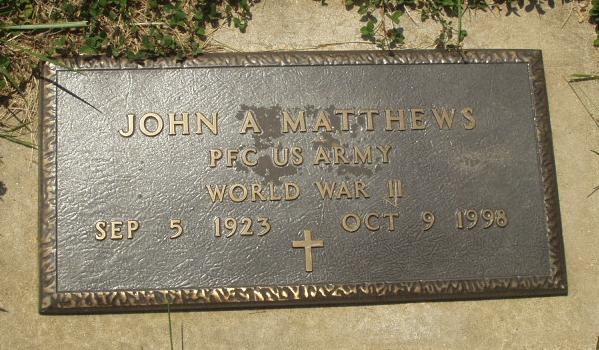 JOHN A MATTHEWS
PFC US ARMY
WORLD WAR II
SEP 5 1923 OCT 9 1998